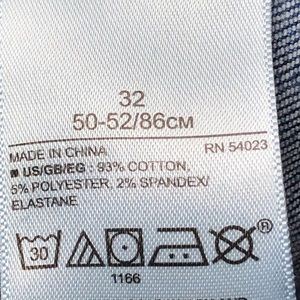 32
50-52/86CM
MADE IN CHINA RN 54023
■ US/GB/EG : 93% COTTON,
5% POLYESTER, 2% SPANDEX/
ELASTANE
30
1166